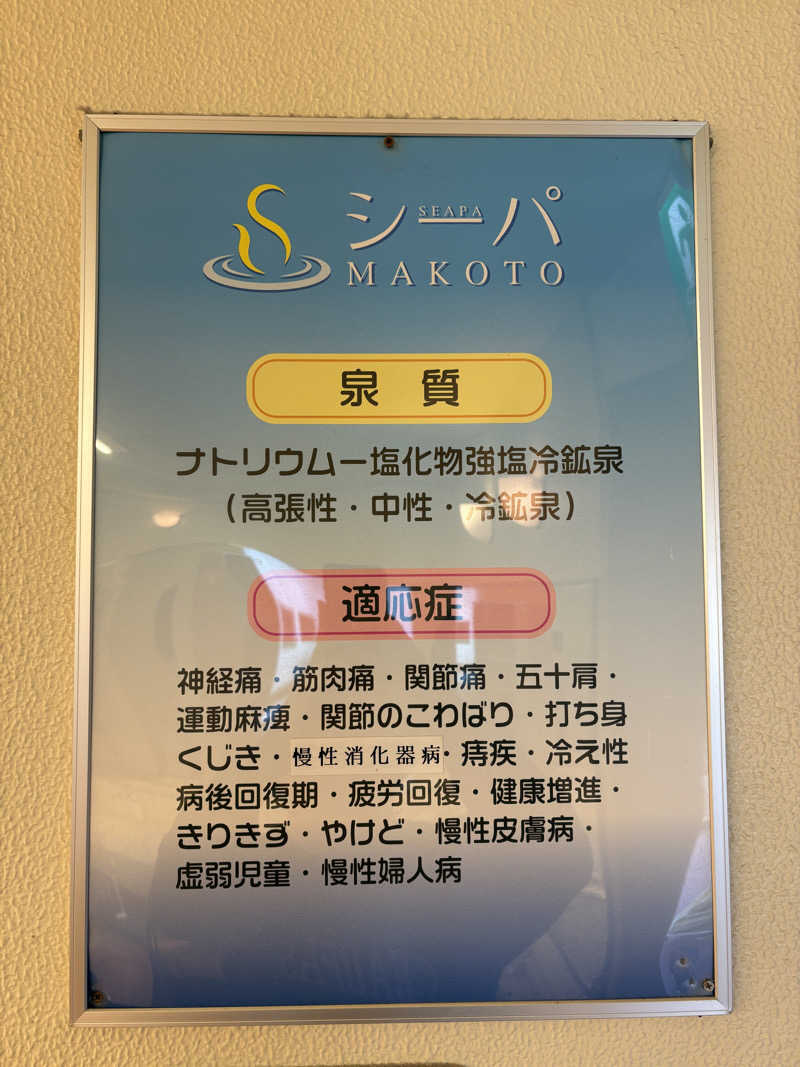 シーパ
SEAPA
MAKOTO
泉質
ナトリウムー塩化物強塩冷鉱泉
(高張性・中性・冷鉱泉)
適応症
神経痛・筋肉痛・関節痛・五十肩・
運動麻痺・関節のこわばり・打ち身
くじき・慢性消化器病・痔疾・冷え性
病後回復期・疲労回復・健康増進・
きりきず・やけど・慢性皮膚病・
虚弱児童・慢性婦人病